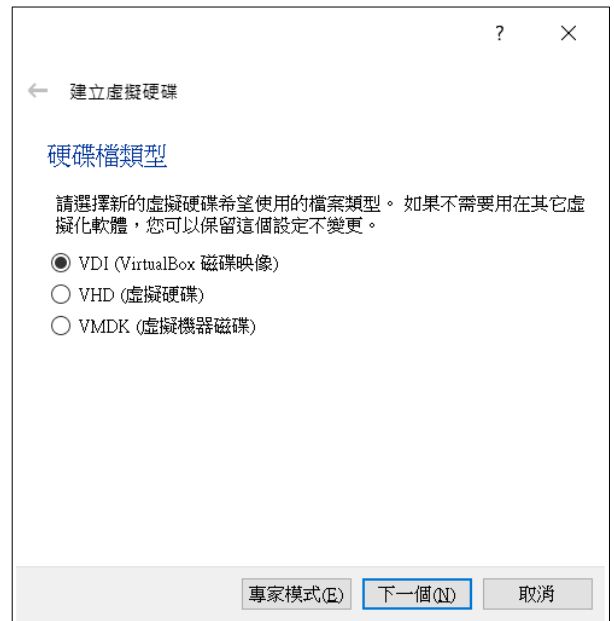 ?
建立虛擬硬碟
硬碟檔類型
請選擇新的虛擬硬碟希望使用的檔案類型。 如果不需要用在其它虛
擬化軟體，您可以保留這個設定不變更。
VDI (VirtualBox 磁碟映像)
VHD (虛擬硬碟)
VMDK (虛擬機器磁碟)
專家模式(E) 下一個(N) 取消